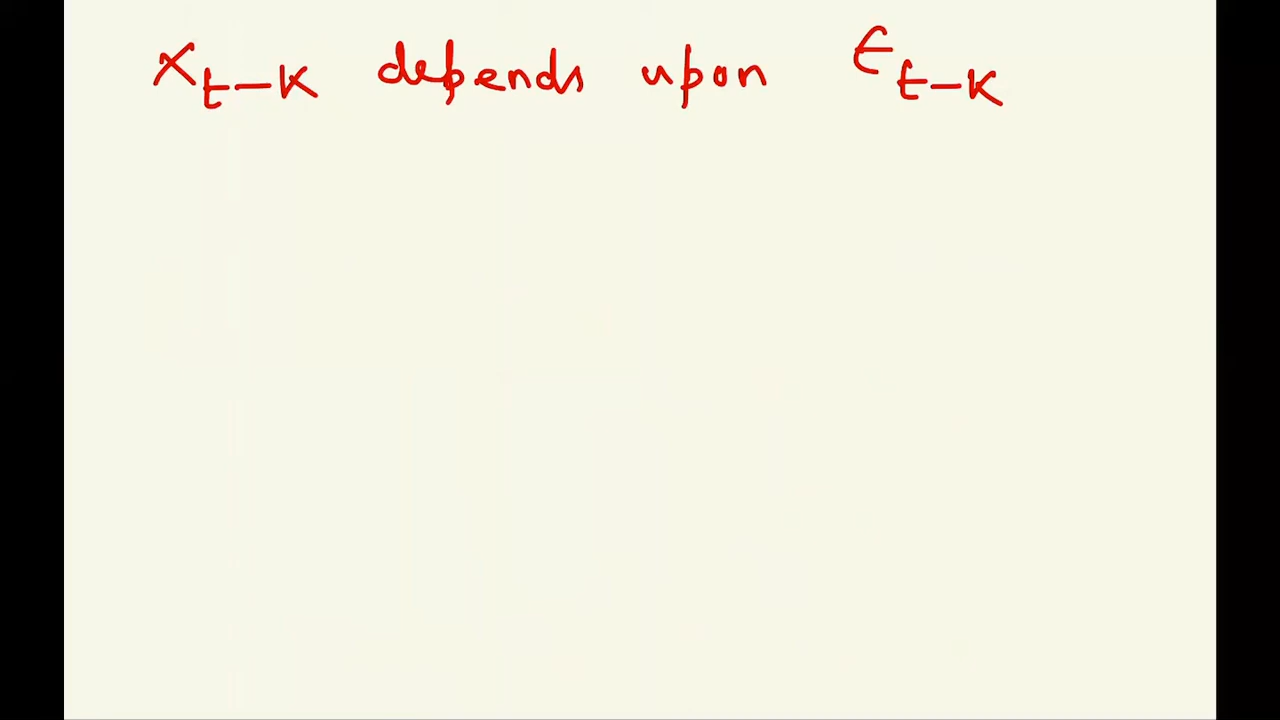 X_{t-k} depends upon ε_{t-k}